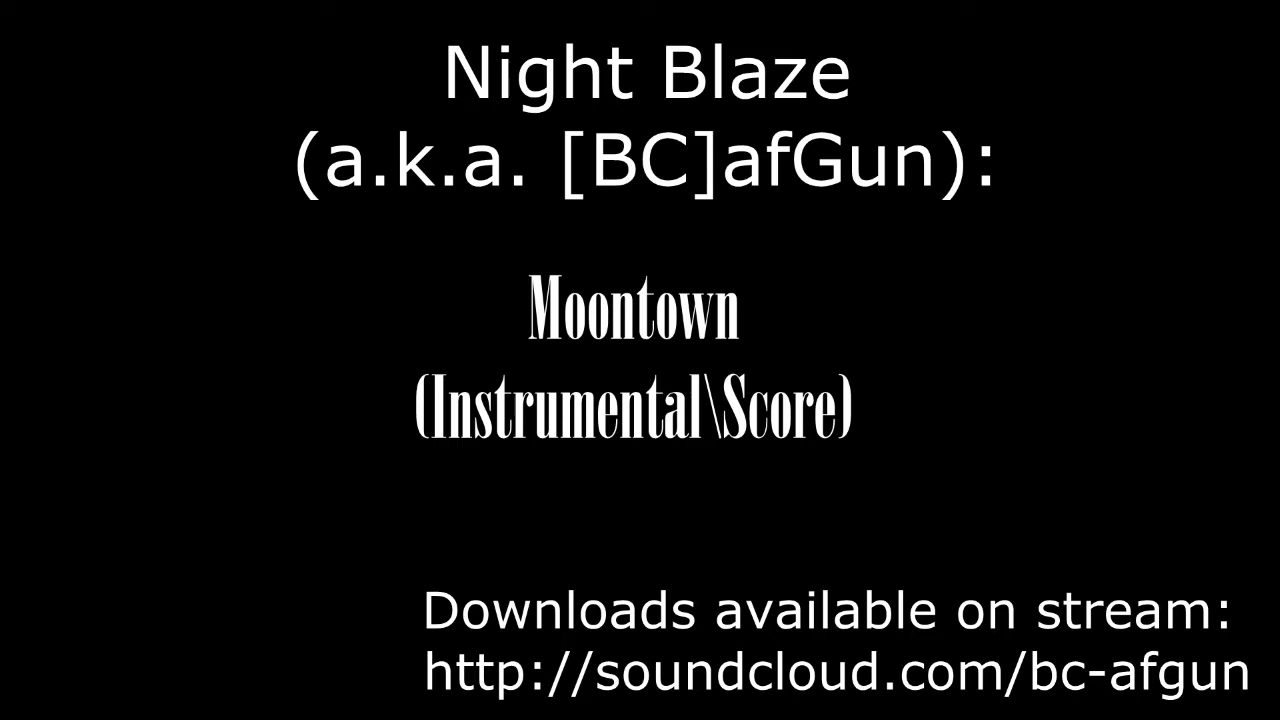 Night Blaze
(a.k.a. [BC]afGun):
Moontown
(Instrumental\Score)
Downloads available on stream:
http://soundcloud.com/bc-afgun